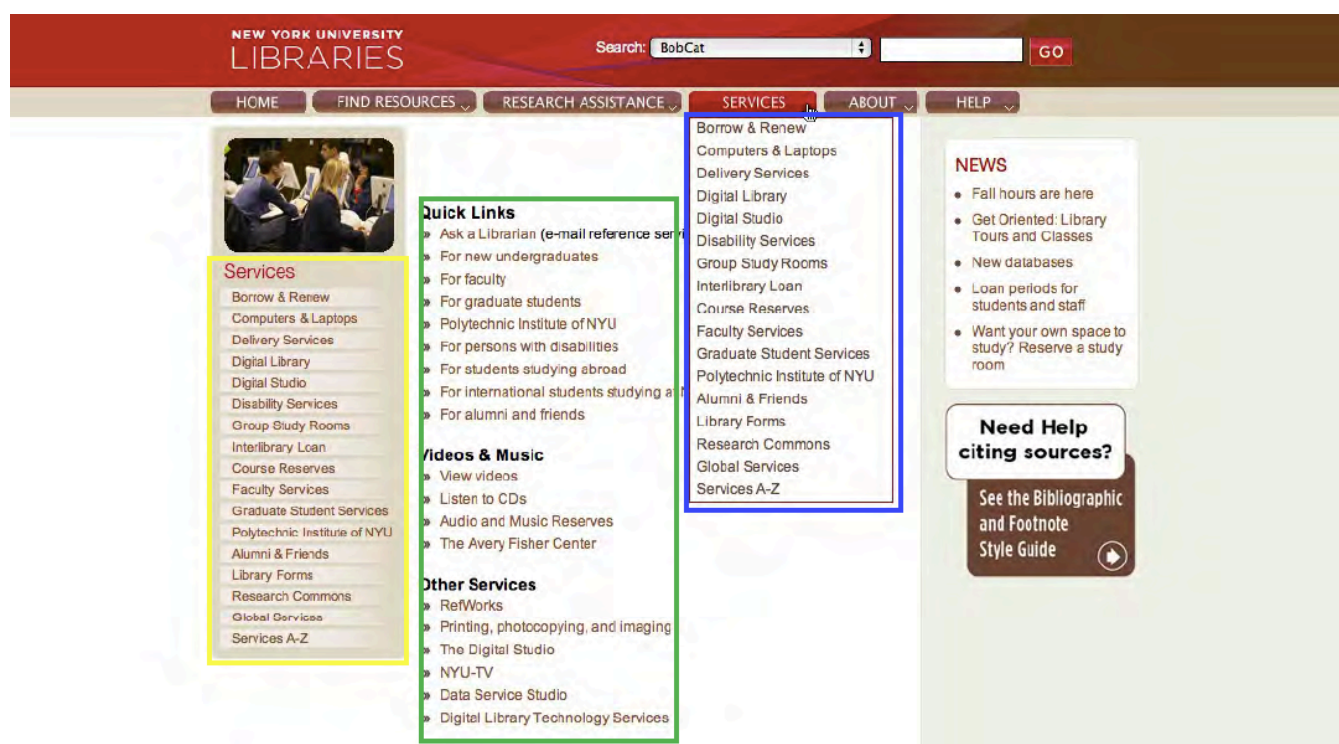 NEW YORK UNIVERSITY
LIBRARIES
Search: BobCat
GO
HOME
FIND RESOURCES
RESEARCH ASSISTANCE
SERVICES
ABOUT
HELP
Services
Borrow & Renew
Computers & Laptops
Delivery Services
Digital Library
Digital Studio
Disability Services
Group Study Rooms
Interlibrary Loan
Course Reserves
Faculty Services
Graduate Student Services
Polytechnic Institute of NYU
Alumni & Friends
Library Forms
Research Commons
Global Services
Services A-Z
Quick Links
» Ask a Librarian (e-mail reference servi
» For new undergraduates
» For faculty
» For graduate students
» Polytechnic Institute of NYU
» For persons with disabilities
» For students studying abroad
» For international students studying at N
» For alumni and friends
Videos & Music
» View videos
» Listen to CDs
» Audio and Music Reserves
» The Avery Fisher Center
Other Services
» RefWorks
» Printing, photocopying, and imaging
» The Digital Studio
» NYU-TV
» Data Service Studio
» Digital Library Technology Services
Borrow & Renew
Computers & Laptops
Delivery Services
Digital Library
Digital Studio
Disability Services
Group Study Rooms
Interlibrary Loan
Course Reserves
Faculty Services
Graduate Student Services
Polytechnic Institute of NYU
Alumni & Friends
Library Forms
Research Commons
Global Services
Services A-Z
NEWS
• Fall hours are here
• Get Oriented: Library
Tours and Classes
• New databases
• Loan periods for
students and staff
• Want your own space to
study? Reserve a study
room
Need Help
citing sources?
See the Bibliographic
and Footnote
Style Guide